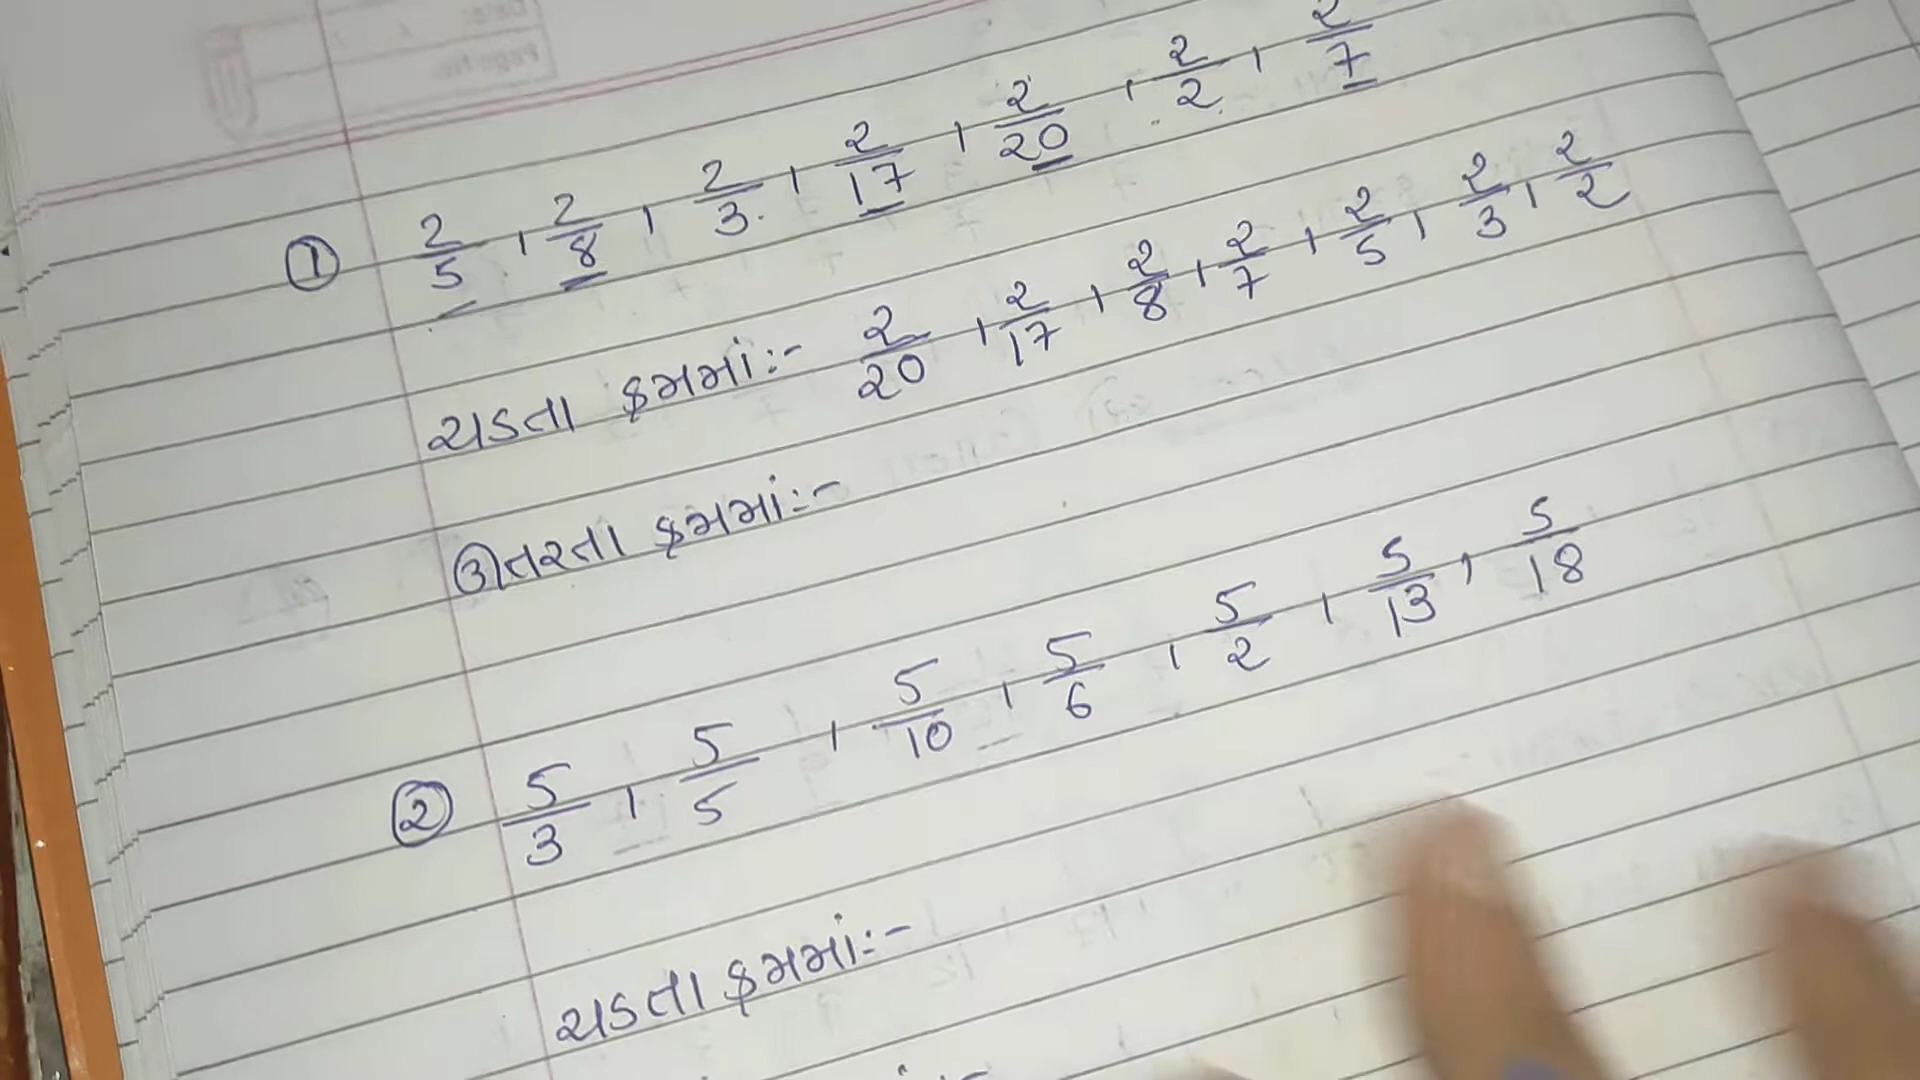 ① 2/5 , 2/8 , 2/3 , 2/17 , 2/20 , 2/2 , 2/7
ચડતા ક્રમમાં:- 2/20 , 2/17 , 2/8 , 2/7 , 2/5 , 2/3 , 2/2
ઊતરતા ક્રમમાં:-
② 5/3 , 5/5 , 5/10 , 5/6 , 5/2 , 5/13 , 5/18
ચડતા ક્રમમાં:-